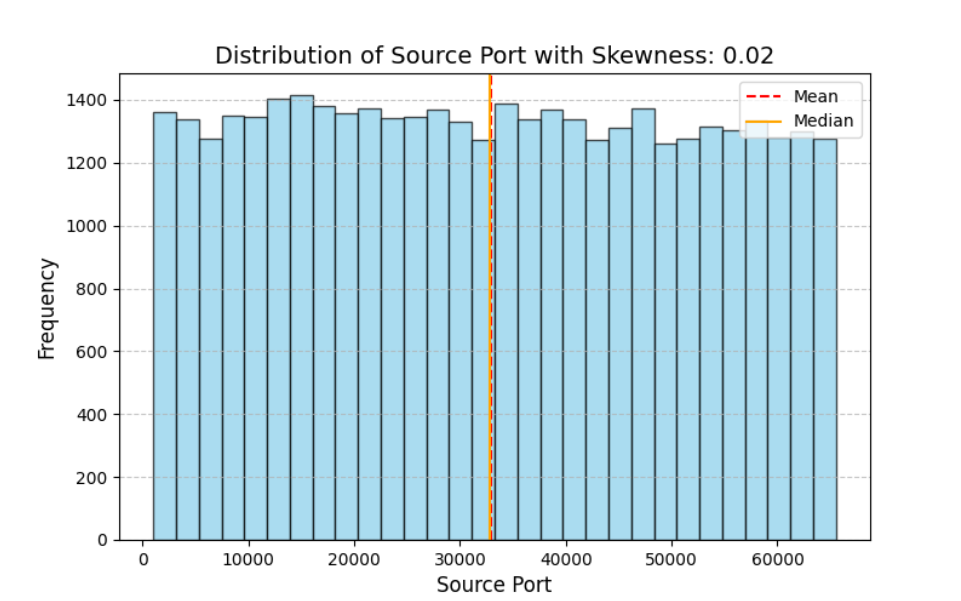 Distribution of Source Port with Skewness: 0.02
Mean
Median
1400
1200
1000
800
600
400
200
0
Frequency
0 10000 20000 30000 40000 50000 60000
Source Port